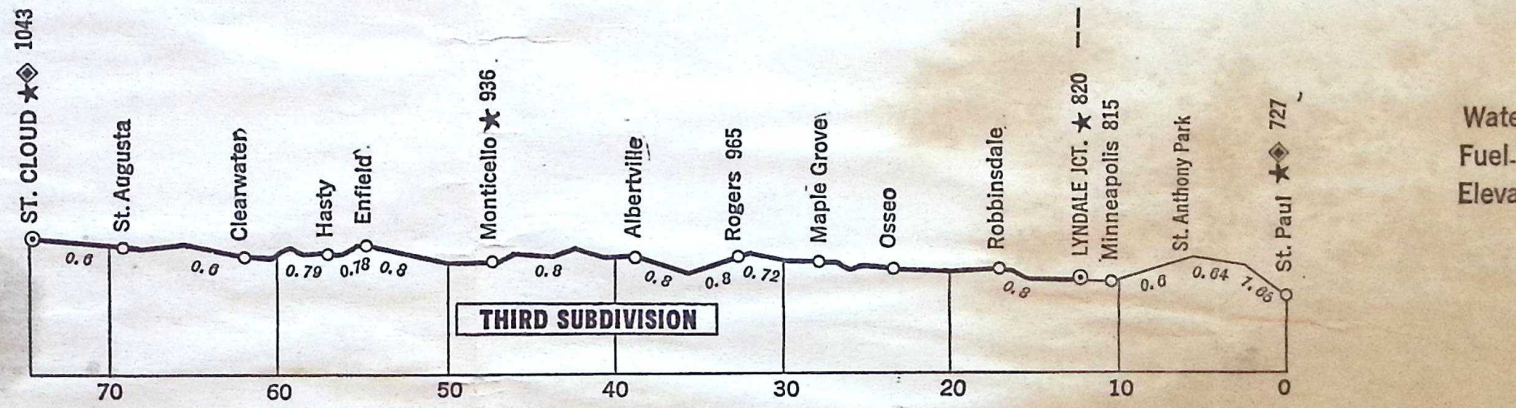 ST. CLOUD ★◈ 1043
St. Augusta
Clearwater
Hasty
Enfield
Monticello ★ 936
Albertville
Rogers 965
Maple Grove
Osseo
Robbinsdale
LYNDALE JCT. ★ 820
Minneapolis 815
St. Anthony Park
St. Paul ★◈ 727
0.6 0.6 0.79 0.78 0.8 0.8 0.8 0.8 0.72 0.8 0.6 0.64
THIRD SUBDIVISION
70 60 50 40 30 20 10 0
Wate
Fuel-
Eleva